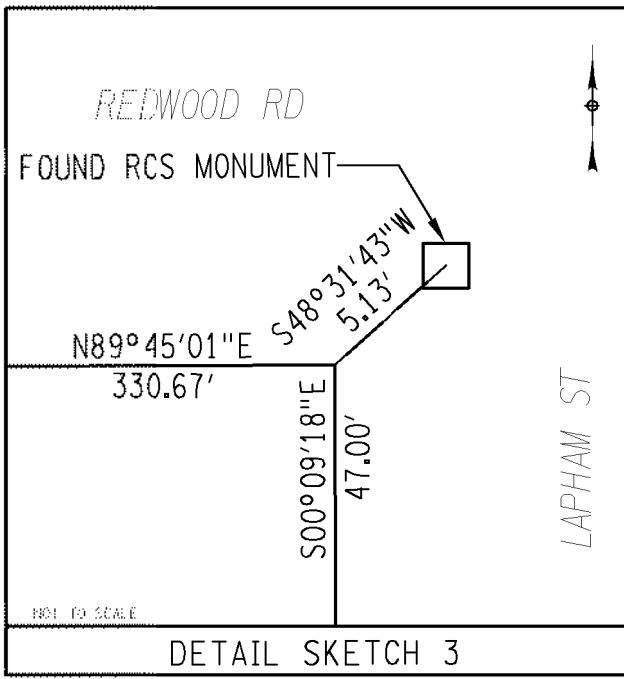 REDWOOD RD
FOUND RCS MONUMENT
S48°31'43"W
5.13'
N89°45'01"E
330.67'
S00°09'18"E
47.00'
LAPHAM ST
NOT TO SCALE
DETAIL SKETCH 3